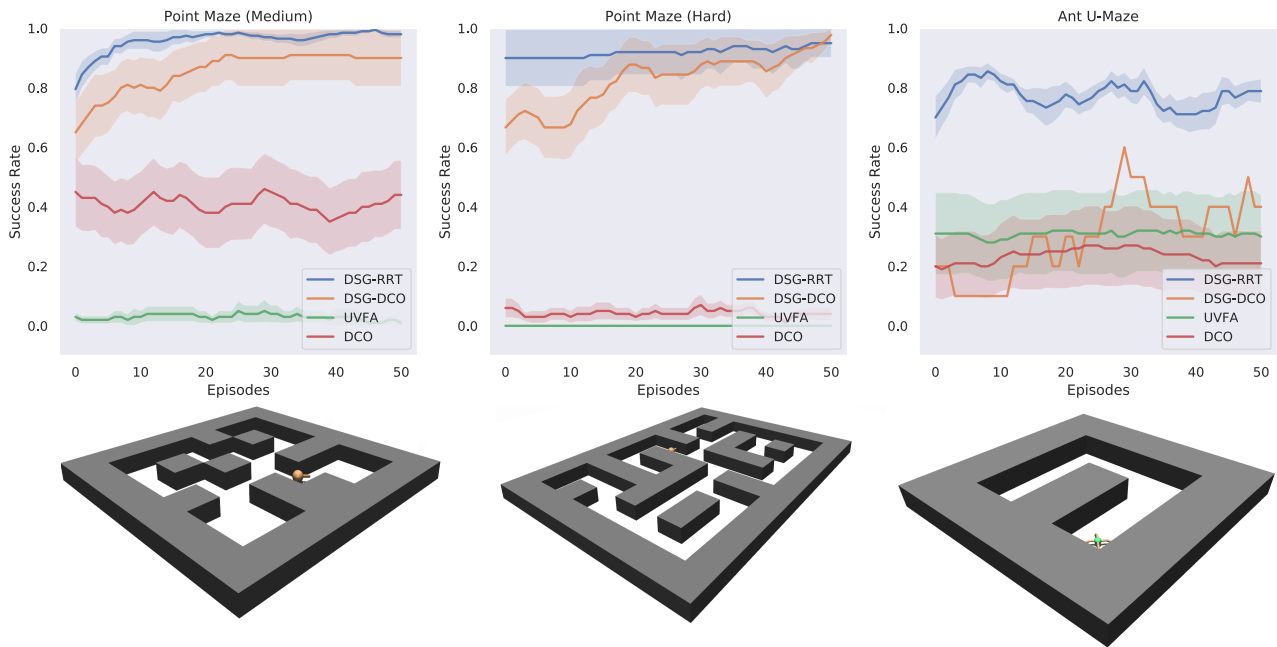 Point Maze (Medium)
1.0
0.8
0.6
0.4
0.2
0.0
Success Rate
DSG-RRT
DSG-DCO
UVFA
DCO
0 10 20 30 40 50
Episodes
Point Maze (Hard)
1.0
0.8
0.6
0.4
0.2
0.0
Success Rate
DSG-RRT
DSG-DCO
UVFA
DCO
0 10 20 30 40 50
Episodes
Ant U-Maze
1.0
0.8
0.6
0.4
0.2
0.0
Success Rate
DSG-RRT
DSG-DCO
UVFA
DCO
0 10 20 30 40 50
Episodes